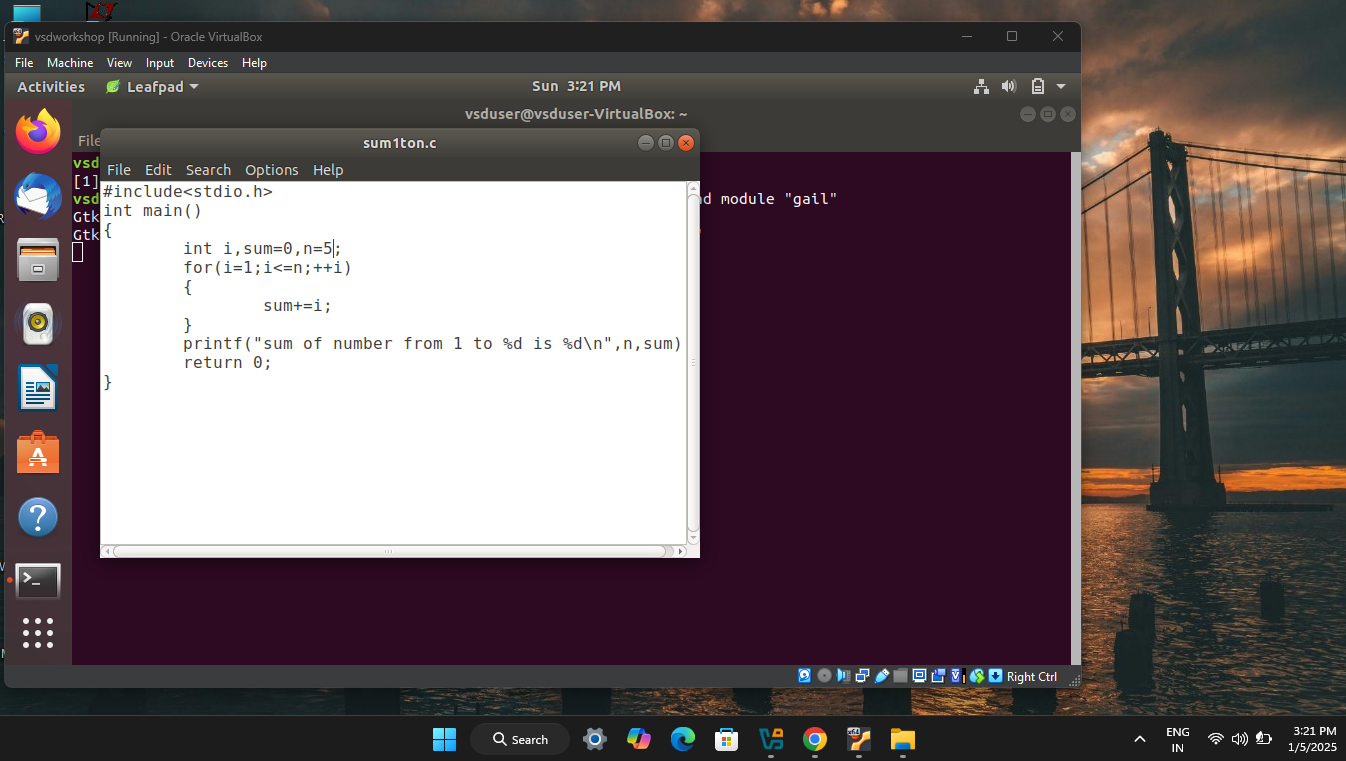 vsdworkshop [Running] - Oracle VirtualBox
File Machine View Input Devices Help
Activities Leafpad Sun 3:21 PM
vsduser@vsduser-VirtualBox: ~
File
sum1ton.c
File Edit Search Options Help
vsd
[1]
vsd
Gtk
Gtk
module "gail"
#include<stdio.h>
int main()
{
        int i,sum=0,n=5;
        for(i=1;i<=n;++i)
        {
                sum+=i;
        }
        printf("sum of number from 1 to %d is %d\n",n,sum)
        return 0;
}
Right Ctrl
Search
ENG
IN
3:21 PM
1/5/2025